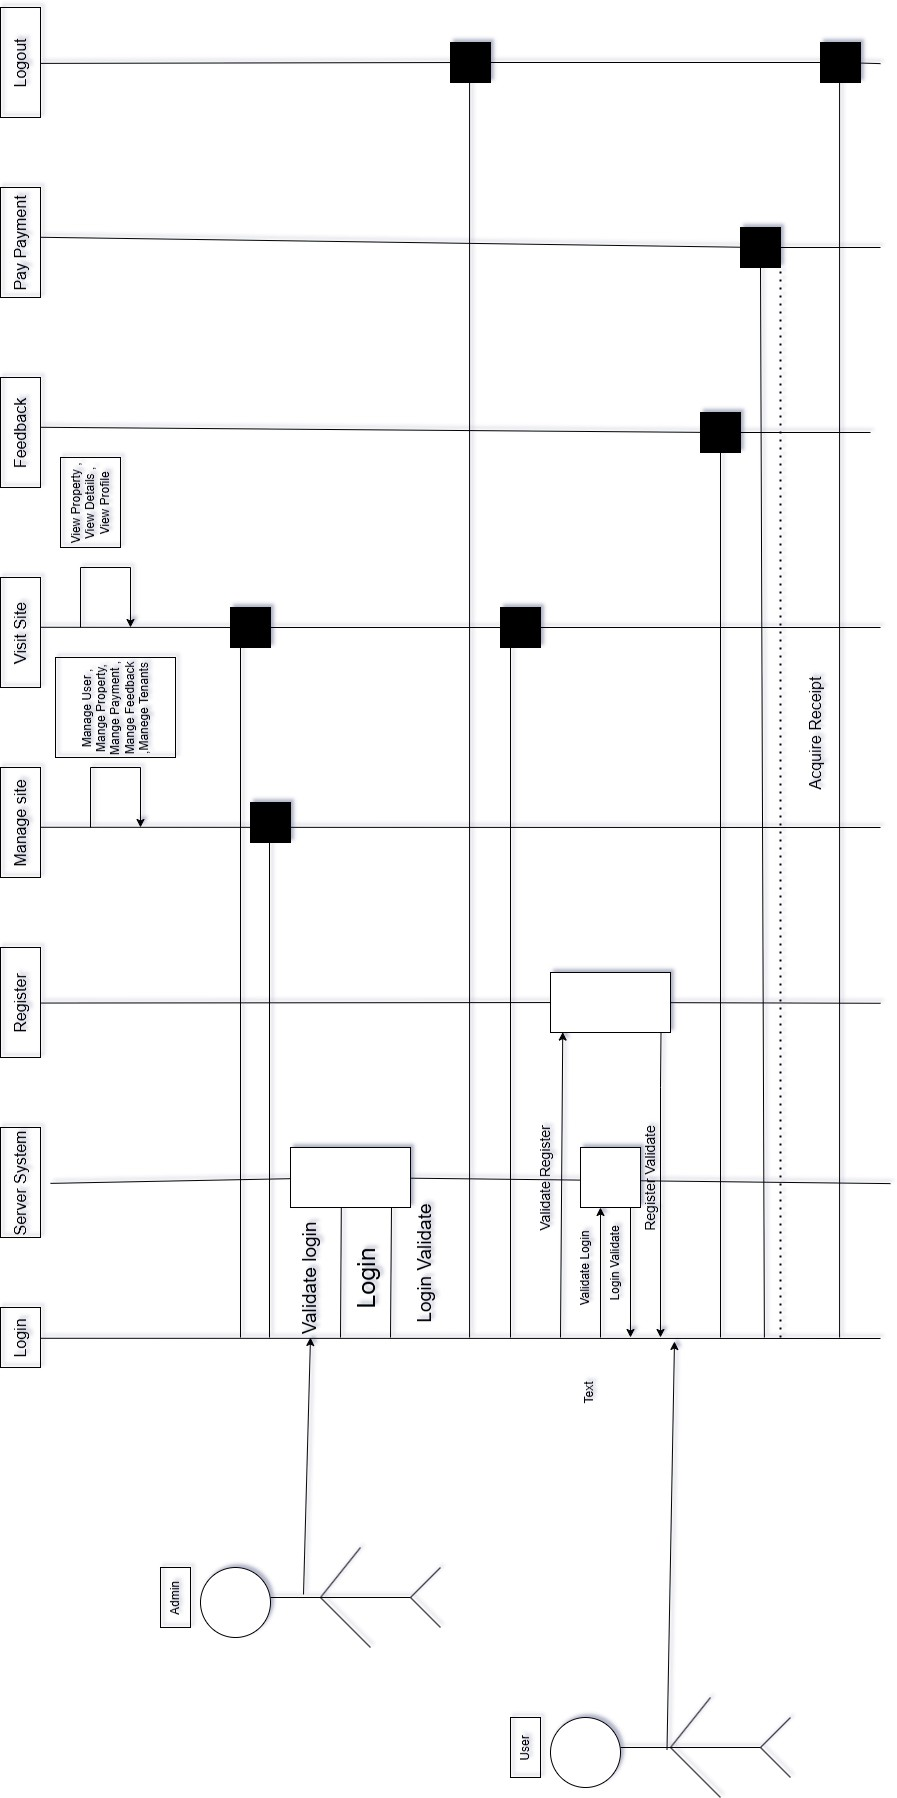 Login
Server System
Register
Manage site
Visit Site
Feedback
Pay Payment
Logout
Manage User ,
Mange Property,
Mange Payment ,
Mange Feedback
,Manege Tenants
View Property ,
View Details ,
View Profile
Validate login
Login
Login Validate
Validate Register
Validate Login
Login Validate
Register Validate
Acquire Receipt
Text
Admin
User